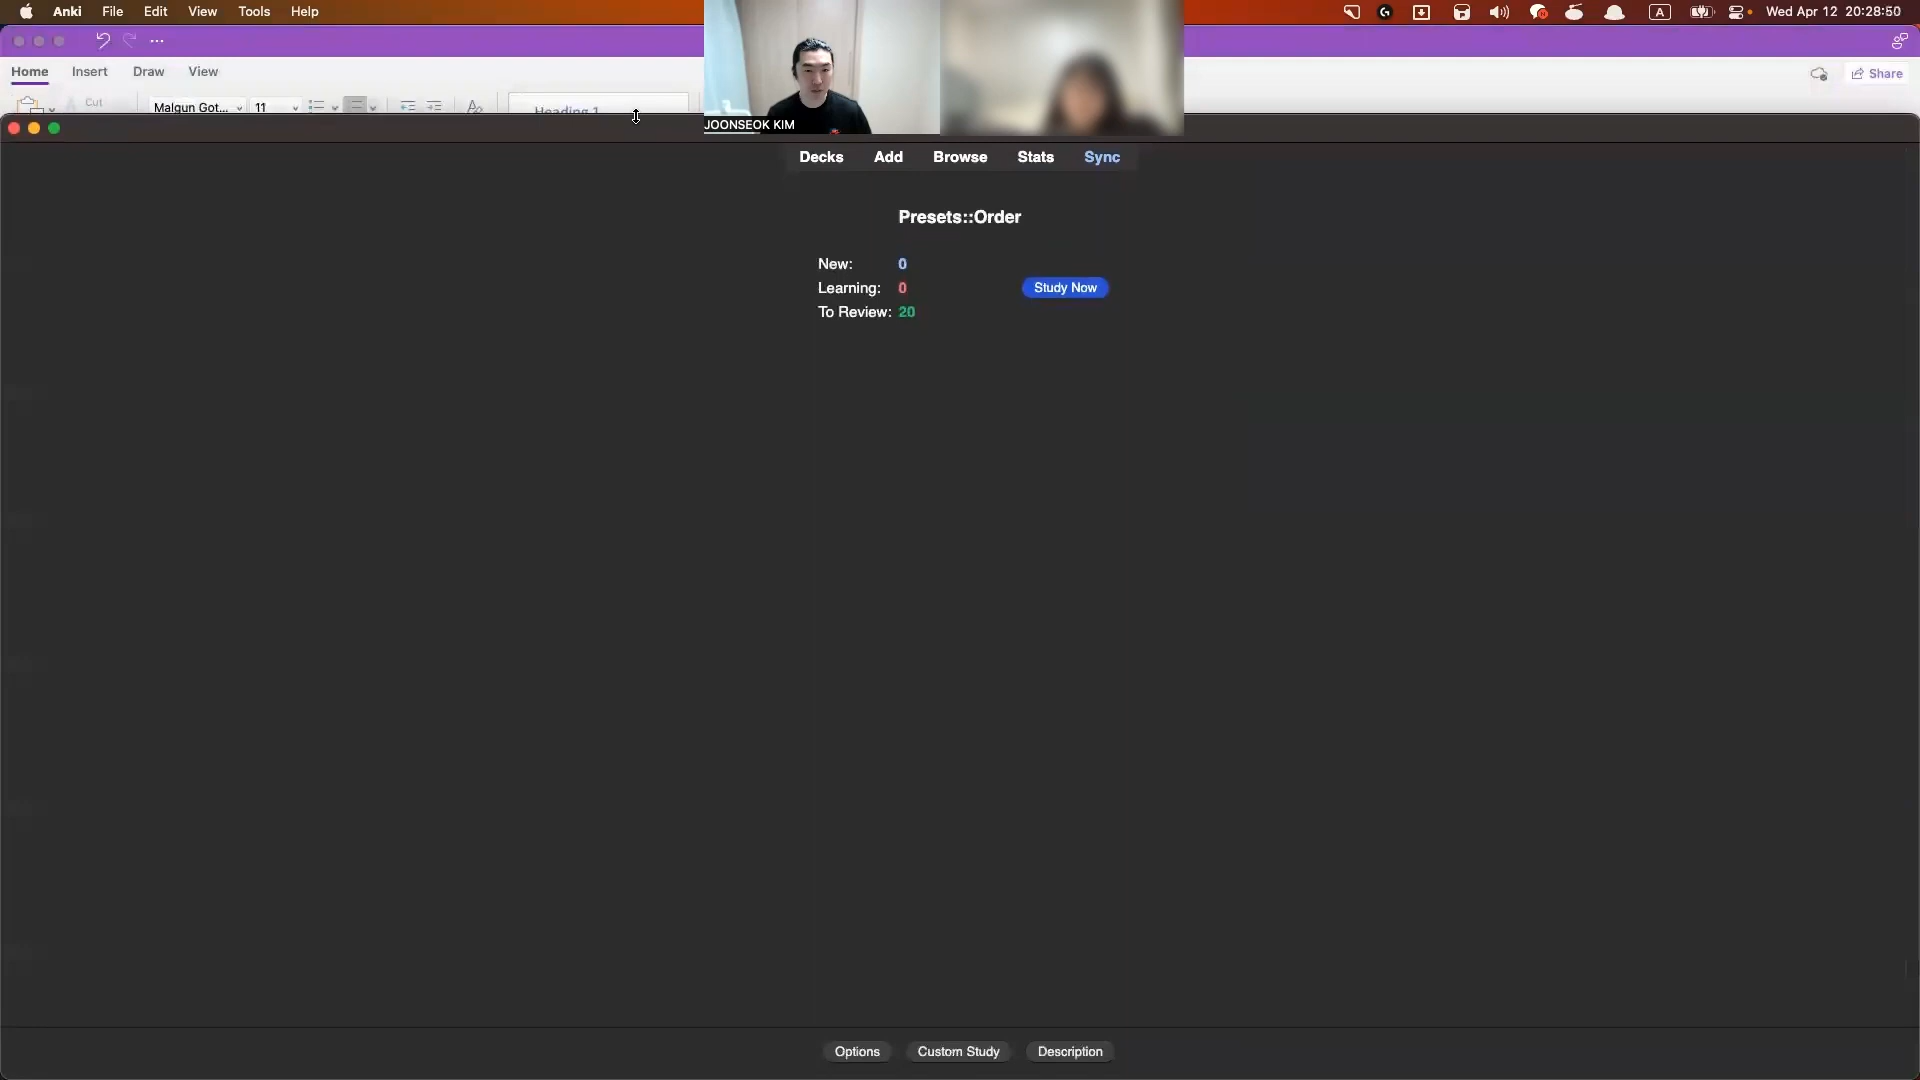 Anki File Edit View Tools Help
A Wed Apr 12 20:28:50
Home Insert Draw View
Share
Cut
Malgun Got... 11
Heading 1
JOONSEOK KIM
Decks Add Browse Stats Sync
Presets::Order
New: 0
Learning: 0
Study Now
To Review: 20
Options Custom Study Description